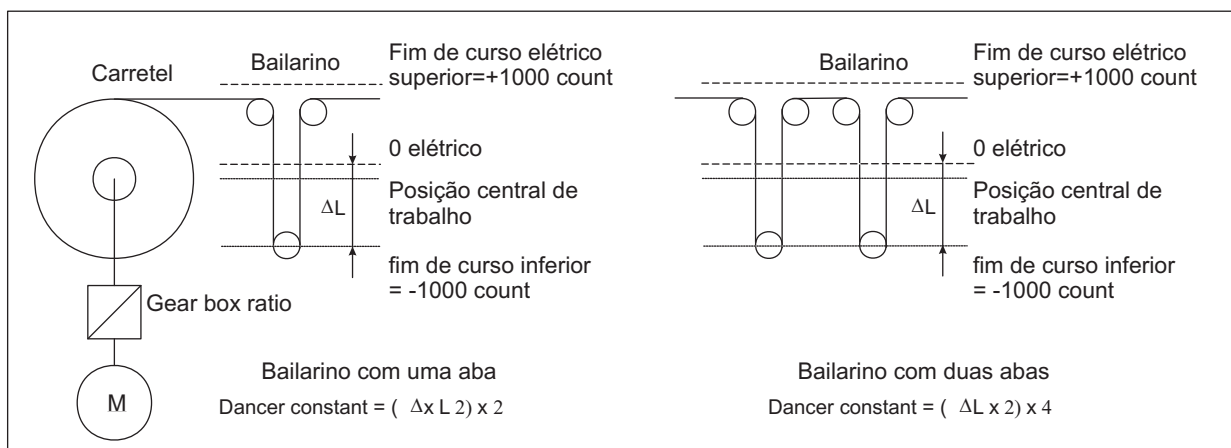 Carretel
Bailarino
Fim de curso elétrico
superior=+1000 count
0 elétrico
Posição central de
trabalho
ΔL
fim de curso inferior
= -1000 count
Gear box ratio
M
Bailarino com uma aba
Dancer constant = ( Δx L 2) x 2
Bailarino
Fim de curso elétrico
superior=+1000 count
0 elétrico
Posição central de
trabalho
ΔL
fim de curso inferior
= -1000 count
Bailarino com duas abas
Dancer constant = ( ΔL x 2) x 4